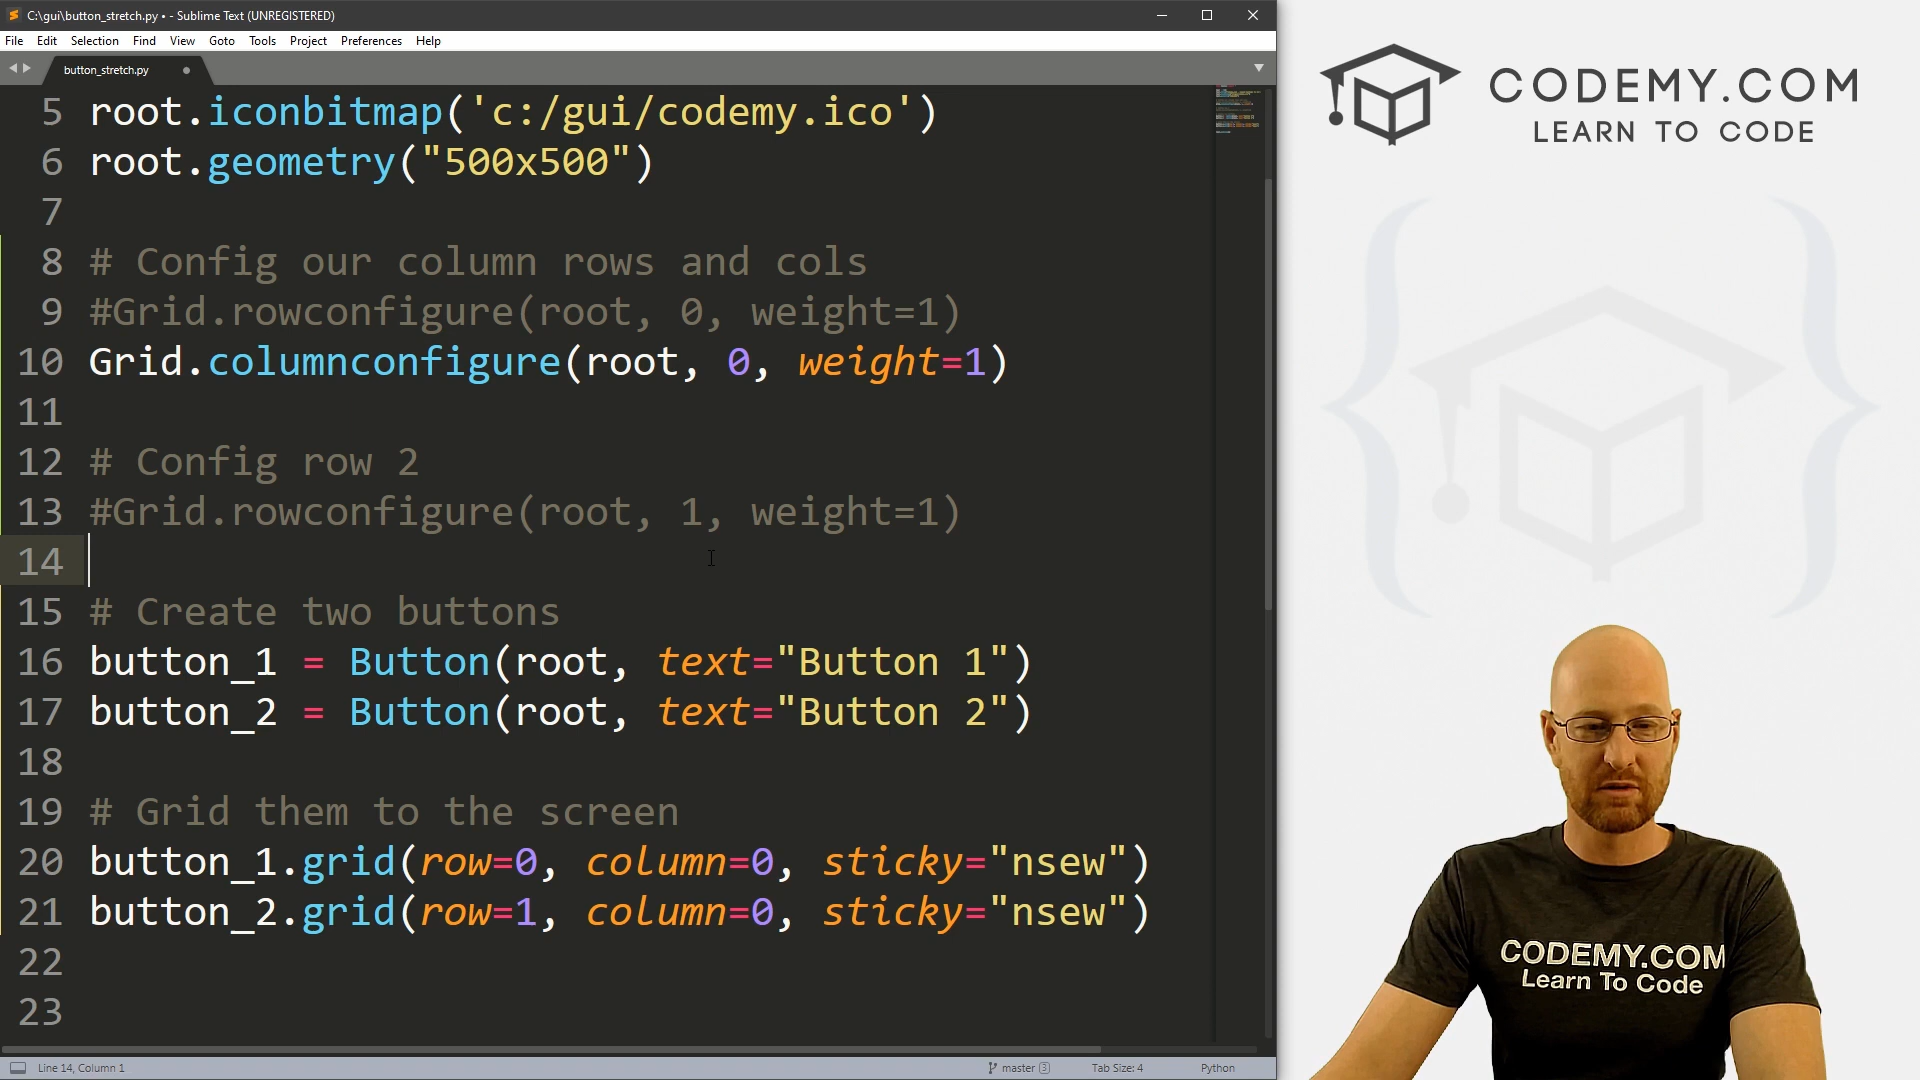 C:\gui\button_stretch.py • - Sublime Text (UNREGISTERED)
File Edit Selection Find View Goto Tools Project Preferences Help
button_stretch.py
5 root.iconbitmap('c:/gui/codemy.ico')
6 root.geometry("500x500")
7
8 # Config our column rows and cols
9 #Grid.rowconfigure(root, 0, weight=1)
10 Grid.columnconfigure(root, 0, weight=1)
11
12 # Config row 2
13 #Grid.rowconfigure(root, 1, weight=1)
14
15 # Create two buttons
16 button_1 = Button(root, text="Button 1")
17 button_2 = Button(root, text="Button 2")
18
19 # Grid them to the screen
20 button_1.grid(row=0, column=0, sticky="nsew")
21 button_2.grid(row=1, column=0, sticky="nsew")
22
23
Line 14, Column 1 master 3 Tab Size: 4 Python
CODEMY.COM
LEARN TO CODE
CODEMY.COM
Learn To Code